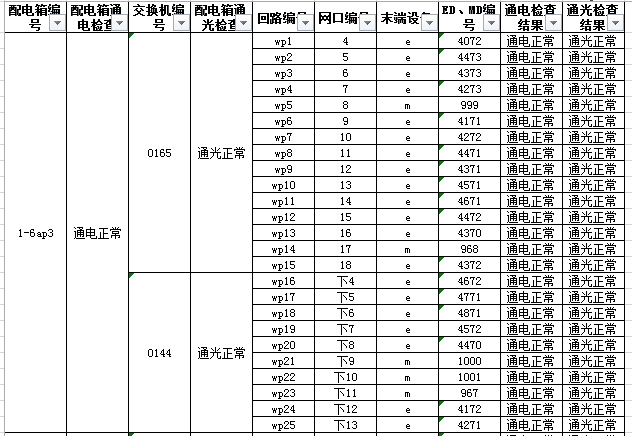 配电箱编号 配电箱通电检查 交换机编号 配电箱通光检 回路编号 网口编号 末端设备 ED、MD编号 通电检查结果 通光检查结果
1-6ap3 通电正常 0165 通光正常 wp1 4 e 4072 通电正常 通光正常
wp2 5 e 4473 通电正常 通光正常
wp3 6 e 4373 通电正常 通光正常
wp4 7 e 4273 通电正常 通光正常
wp5 8 m 999 通电正常 通光正常
wp6 9 e 4171 通电正常 通光正常
wp7 10 e 4272 通电正常 通光正常
wp8 11 e 4471 通电正常 通光正常
wp9 12 e 4371 通电正常 通光正常
wp10 13 e 4571 通电正常 通光正常
wp11 14 e 4671 通电正常 通光正常
wp12 15 e 4472 通电正常 通光正常
wp13 16 e 4370 通电正常 通光正常
wp14 17 m 968 通电正常 通光正常
wp15 18 e 4372 通电正常 通光正常
0144 通光正常 wp16 下4 e 4672 通电正常 通光正常
wp17 下5 e 4771 通电正常 通光正常
wp18 下6 e 4871 通电正常 通光正常
wp19 下7 e 4572 通电正常 通光正常
wp20 下8 e 4470 通电正常 通光正常
wp21 下9 m 1000 通电正常 通光正常
wp22 下10 m 1001 通电正常 通光正常
wp23 下11 m 967 通电正常 通光正常
wp24 下12 e 4172 通电正常 通光正常
wp25 下13 e 4271 通电正常 通光正常